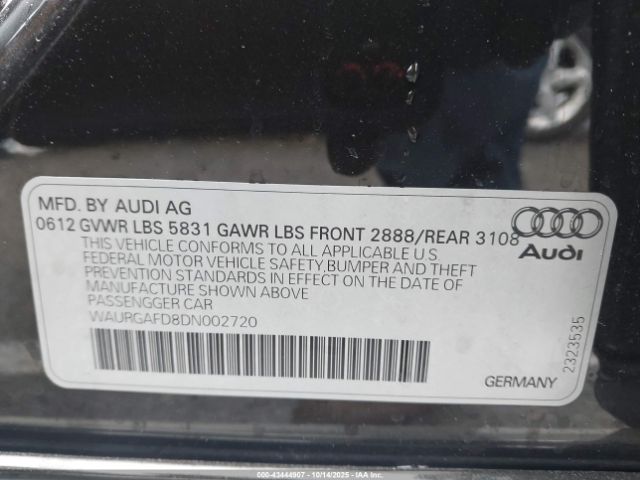 MFD. BY AUDI AG
0612 GVWR LBS 5831 GAWR LBS FRONT 2888/REAR 3108
THIS VEHICLE CONFORMS TO ALL APPLICABLE U.S
FEDERAL MOTOR VEHICLE SAFETY,BUMPER AND THEFT
PREVENTION STANDARDS IN EFFECT ON THE DATE OF
MANUFACTURE SHOWN ABOVE
PASSENGGER CAR
WAURGAFD8DN002720
Audi
2323535
GERMANY
000-43444907 - 10/14/2025 - IAA Inc.